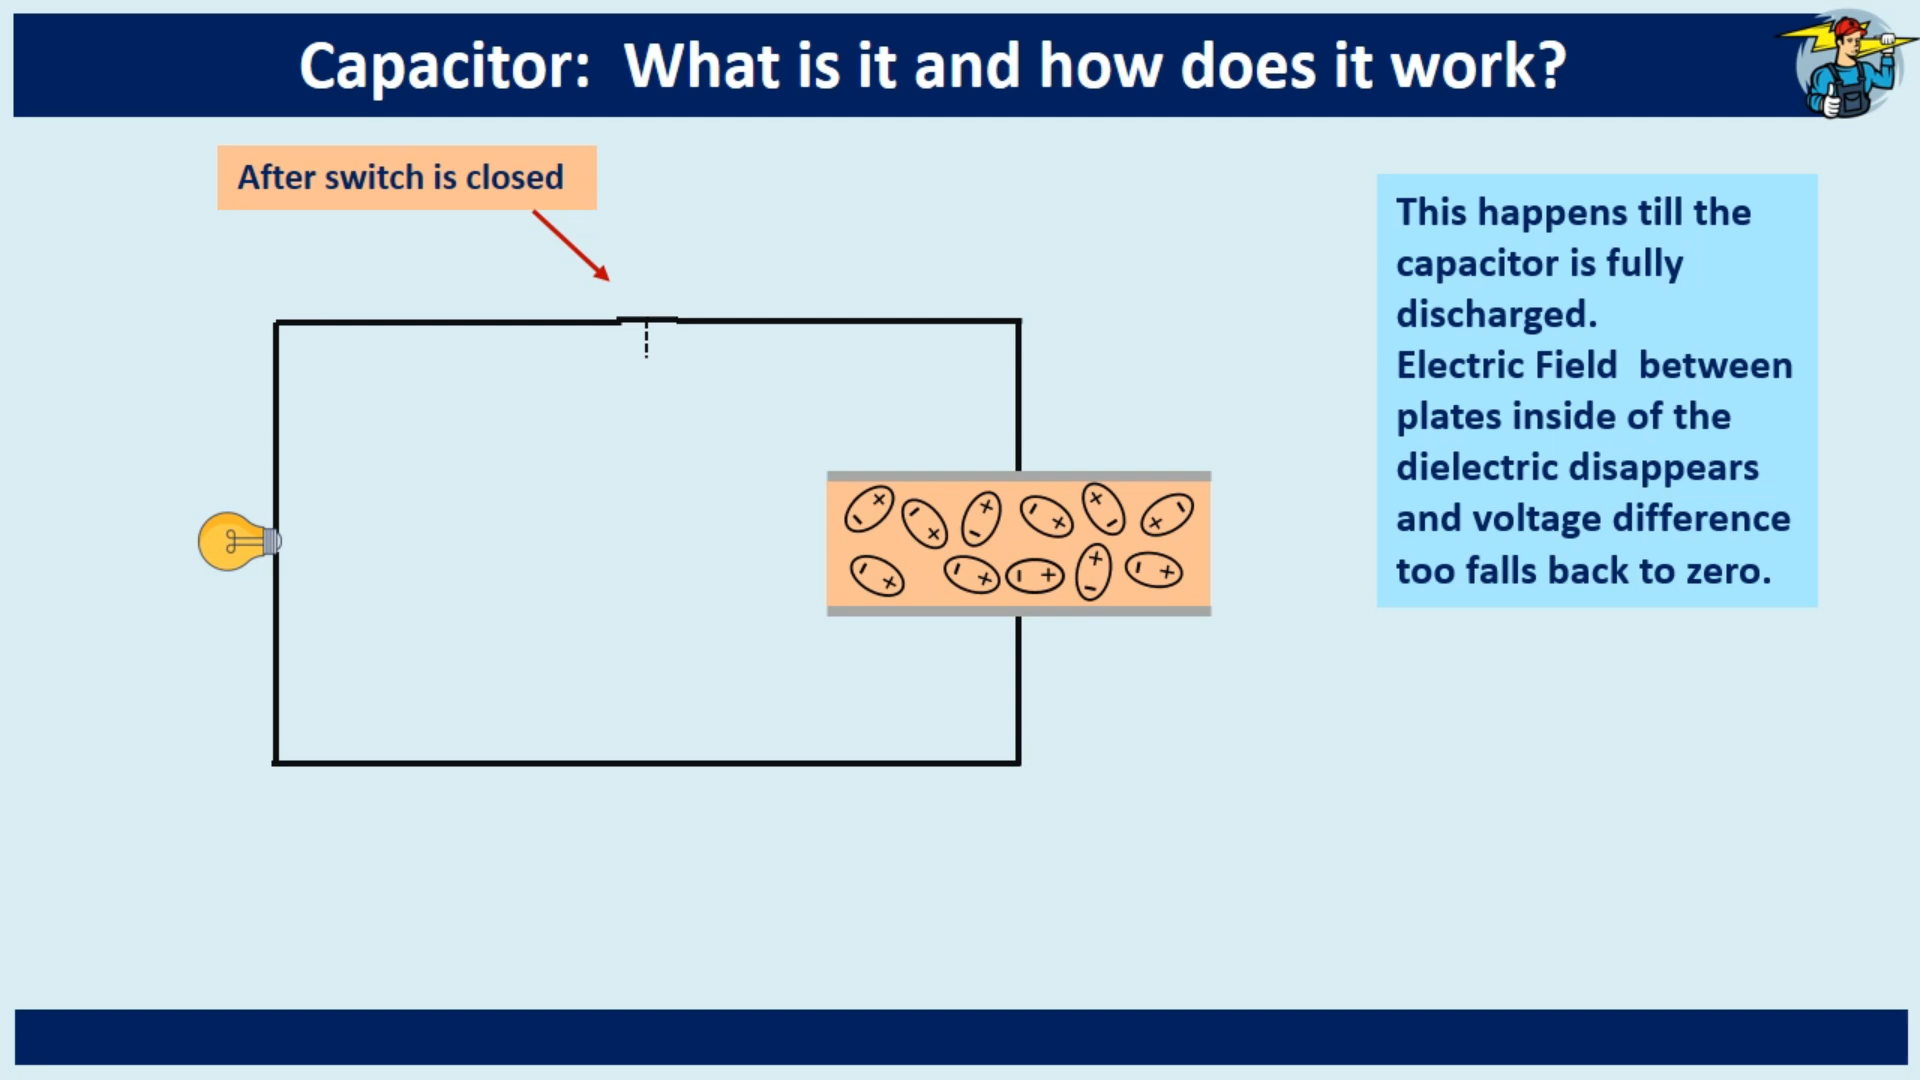 Capacitor:  What is it and how does it work?
After switch is closed
This happens till the
capacitor is fully
discharged.
Electric Field  between
plates inside of the
dielectric disappears
and voltage difference
too falls back to zero.